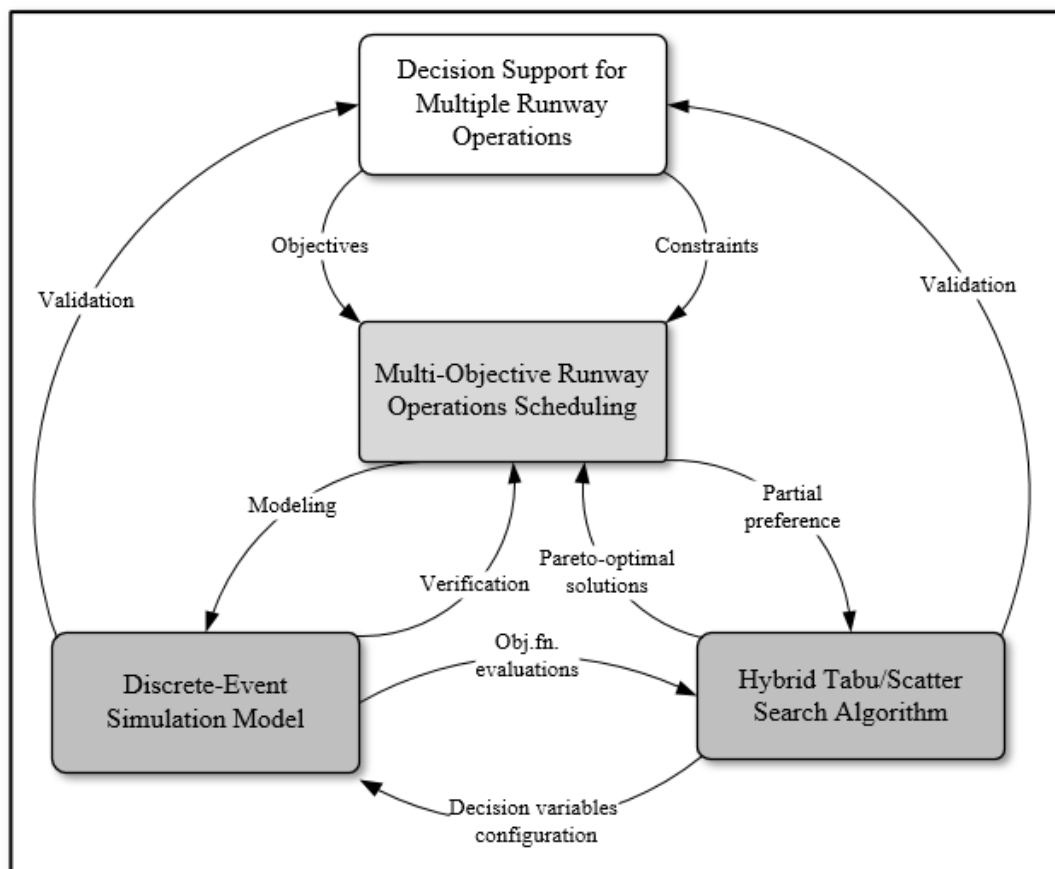 Decision Support for
Multiple Runway
Operations
Objectives
Constraints
Validation
Validation
Multi-Objective Runway
Operations Scheduling
Modeling
Partial
preference
Verification
Pareto-optimal
solutions
Obj.fn.
evaluations
Discrete-Event
Simulation Model
Hybrid Tabu/Scatter
Search Algorithm
Decision variables
configuration